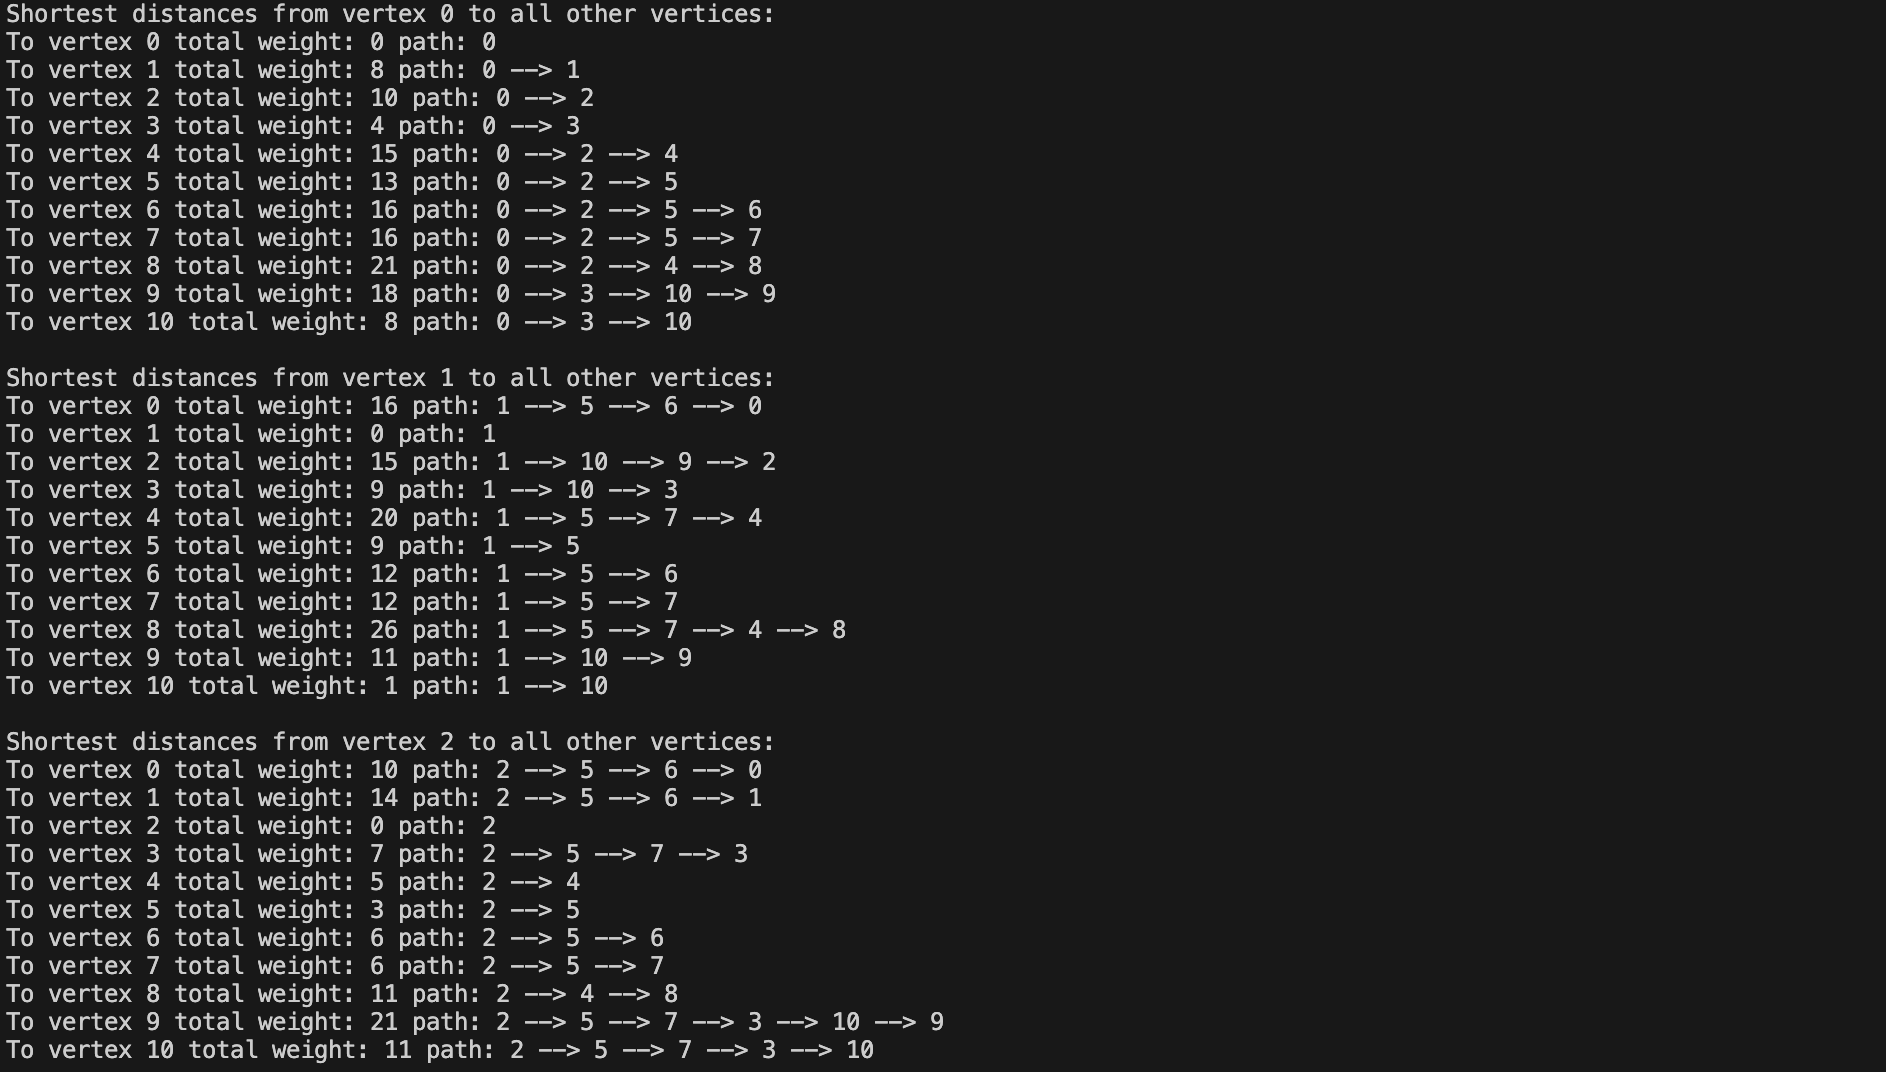 Shortest distances from vertex 0 to all other vertices:
To vertex 0 total weight: 0 path: 0
To vertex 1 total weight: 8 path: 0 --> 1
To vertex 2 total weight: 10 path: 0 --> 2
To vertex 3 total weight: 4 path: 0 --> 3
To vertex 4 total weight: 15 path: 0 --> 2 --> 4
To vertex 5 total weight: 13 path: 0 --> 2 --> 5
To vertex 6 total weight: 16 path: 0 --> 2 --> 5 --> 6
To vertex 7 total weight: 16 path: 0 --> 2 --> 5 --> 7
To vertex 8 total weight: 21 path: 0 --> 2 --> 4 --> 8
To vertex 9 total weight: 18 path: 0 --> 3 --> 10 --> 9
To vertex 10 total weight: 8 path: 0 --> 3 --> 10

Shortest distances from vertex 1 to all other vertices:
To vertex 0 total weight: 16 path: 1 --> 5 --> 6 --> 0
To vertex 1 total weight: 0 path: 1
To vertex 2 total weight: 15 path: 1 --> 10 --> 9 --> 2
To vertex 3 total weight: 9 path: 1 --> 10 --> 3
To vertex 4 total weight: 20 path: 1 --> 5 --> 7 --> 4
To vertex 5 total weight: 9 path: 1 --> 5
To vertex 6 total weight: 12 path: 1 --> 5 --> 6
To vertex 7 total weight: 12 path: 1 --> 5 --> 7
To vertex 8 total weight: 26 path: 1 --> 5 --> 7 --> 4 --> 8
To vertex 9 total weight: 11 path: 1 --> 10 --> 9
To vertex 10 total weight: 1 path: 1 --> 10

Shortest distances from vertex 2 to all other vertices:
To vertex 0 total weight: 10 path: 2 --> 5 --> 6 --> 0
To vertex 1 total weight: 14 path: 2 --> 5 --> 6 --> 1
To vertex 2 total weight: 0 path: 2
To vertex 3 total weight: 7 path: 2 --> 5 --> 7 --> 3
To vertex 4 total weight: 5 path: 2 --> 4
To vertex 5 total weight: 3 path: 2 --> 5
To vertex 6 total weight: 6 path: 2 --> 5 --> 6
To vertex 7 total weight: 6 path: 2 --> 5 --> 7
To vertex 8 total weight: 11 path: 2 --> 4 --> 8
To vertex 9 total weight: 21 path: 2 --> 5 --> 7 --> 3 --> 10 --> 9
To vertex 10 total weight: 11 path: 2 --> 5 --> 7 --> 3 --> 10